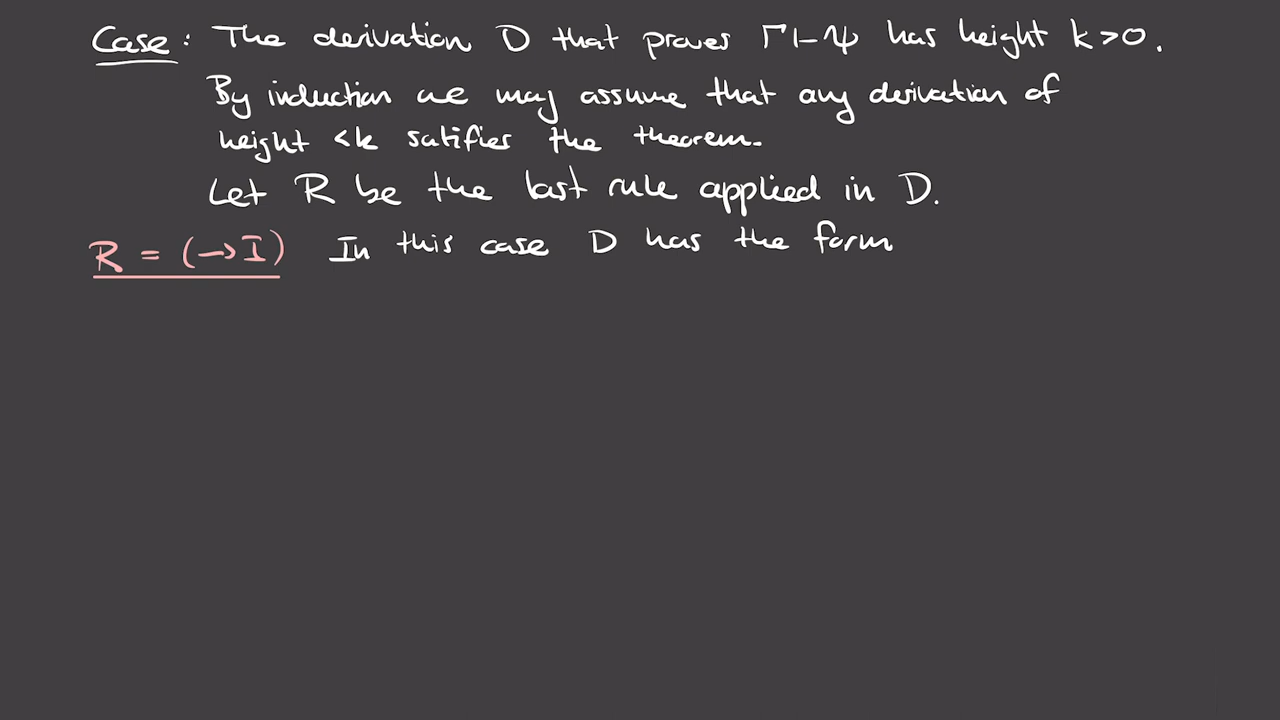 Case: The derivation D that proves Γ⊢ψ has height k>0.
By induction we may assume that any derivation of
height <k satifies the theorem.
Let R be the last rule applied in D.
R = (→I) In this case D has the form